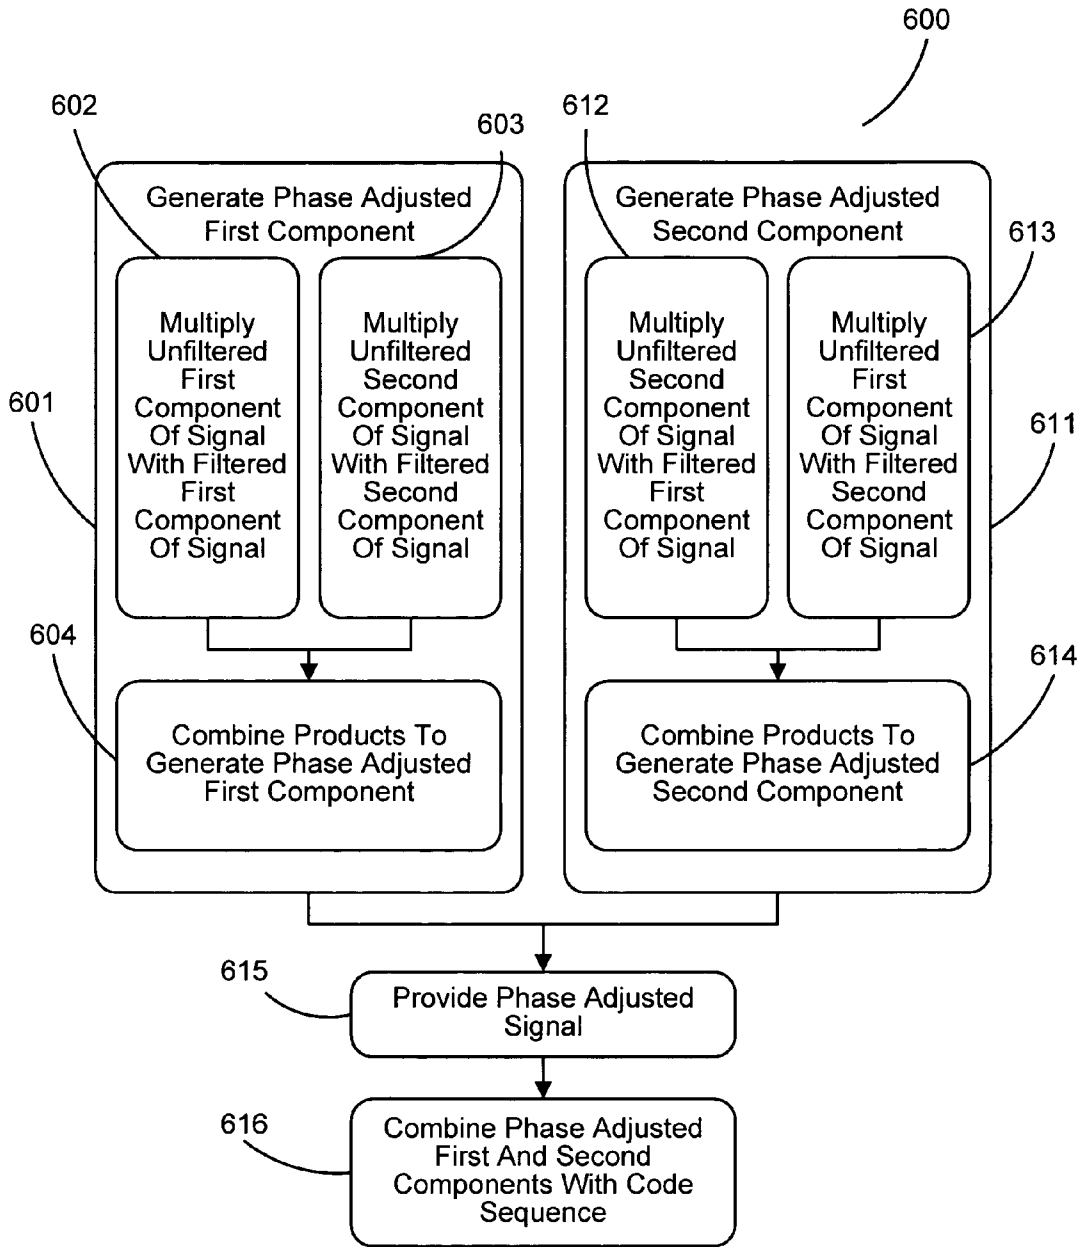 600
602
603
612
613
Generate Phase Adjusted
First Component
Generate Phase Adjusted
Second Component
Multiply
Unfiltered
First
Component
Of Signal
With Filtered
First
Component
Of Signal
Multiply
Unfiltered
Second
Component
Of Signal
With Filtered
Second
Component
Of Signal
Multiply
Unfiltered
Second
Component
Of Signal
With Filtered
First
Component
Of Signal
Multiply
Unfiltered
First
Component
Of Signal
With Filtered
Second
Component
Of Signal
601
611
604
614
Combine Products To
Generate Phase Adjusted
First Component
Combine Products To
Generate Phase Adjusted
Second Component
615
Provide Phase Adjusted
Signal
616
Combine Phase Adjusted
First And Second
Components With Code
Sequence